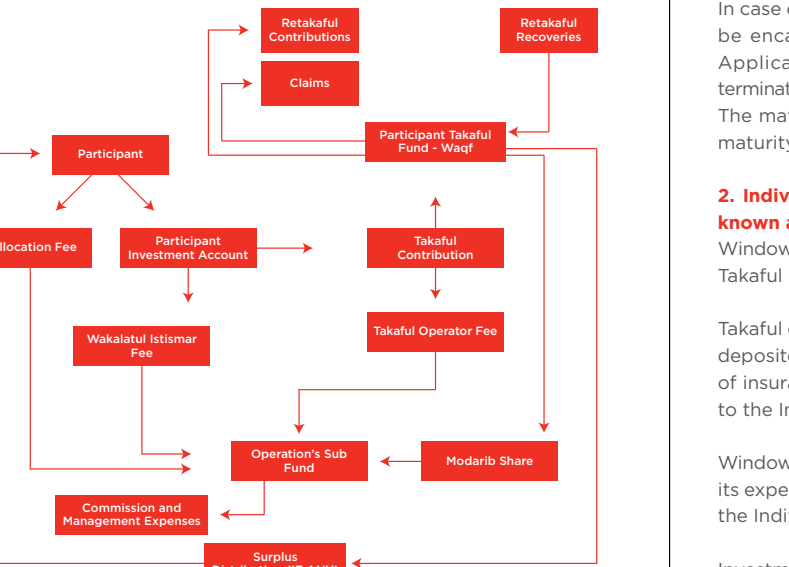 Retakaful
Contributions
Retakaful
Recoveries
Claims
Participant Takaful
Fund - Waqf
Participant
llocation Fee
Participant
Investment Account
Takaful
Contribution
Wakalatul Istismar
Fee
Takaful Operator Fee
Operation's Sub
Fund
Modarib Share
Commission and
Management Expenses
Surplus
In case
be enca
Applica
terminat
The mat
maturity
2. Indiv
known a
Window
Takaful
Takaful
deposite
of insura
to the In
Window
its expe
the Indi